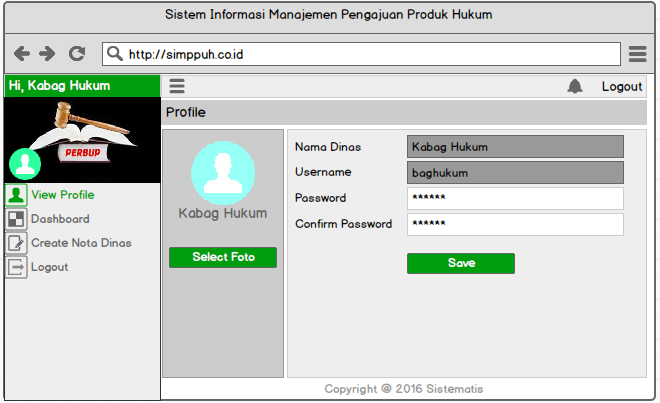 Sistem Informasi Manajemen Pengajuan Produk Hukum
http://simppuh.co.id
Hi, Kabag Hukum
Logout
PERBUP
Profile
View Profile
Dashboard
Create Nota Dinas
Logout
Kabag Hukum
Select Foto
Nama Dinas Kabag Hukum
Username baghukum
Password ******
Confirm Password ******
Save
Copyright @ 2016 Sistematis